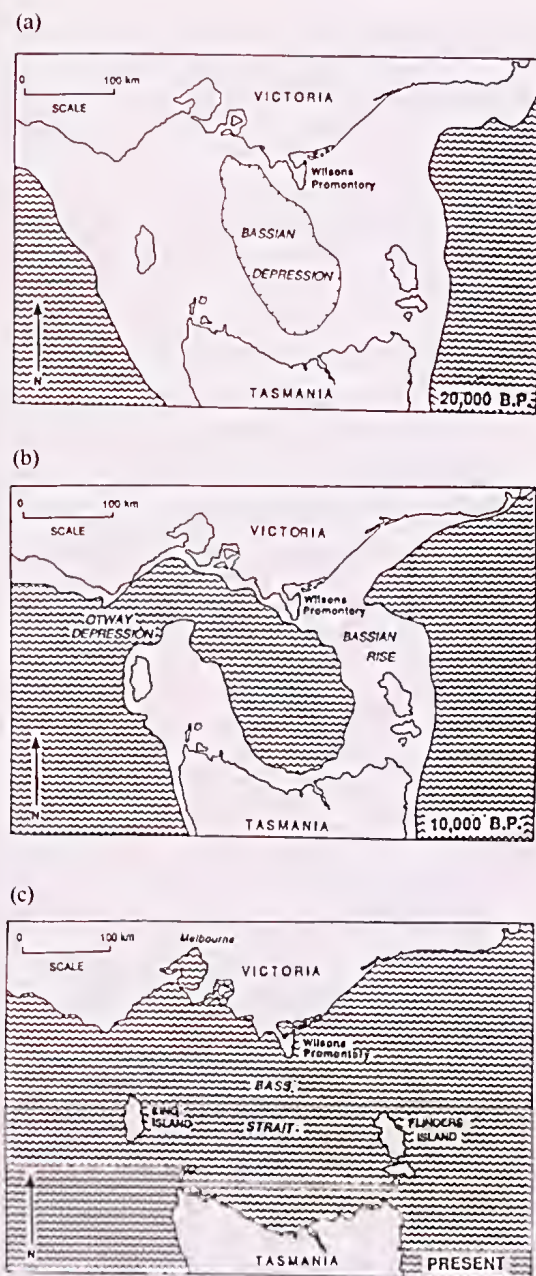 (a)
0 100 km
SCALE
VICTORIA
Wilsons
Promontory
BASSIAN
DEPRESSION
N
TASMANIA
20,000 B.P.
(b)
0 100 km
SCALE
VICTORIA
Wilsons
Promontory
OTWAY
DEPRESSION
BASSIAN
RISE
N
TASMANIA
10,000 B.P.
(c)
0 100 km
SCALE
Melbourne
VICTORIA
Wilsons
Promontory
BASS
STRAIT
KING
ISLAND
FLINDERS
ISLAND
N
TASMANIA
PRESENT